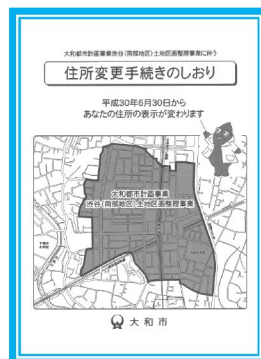 大和都市計画事業渋谷(南部地区)土地区画整理事業に伴う
住所変更手続きのしおり
平成30年6月30日から
あなたの住所の表示が変わります
大和都市計画事業
渋谷(南部地区)土地区画整理事業
大和市